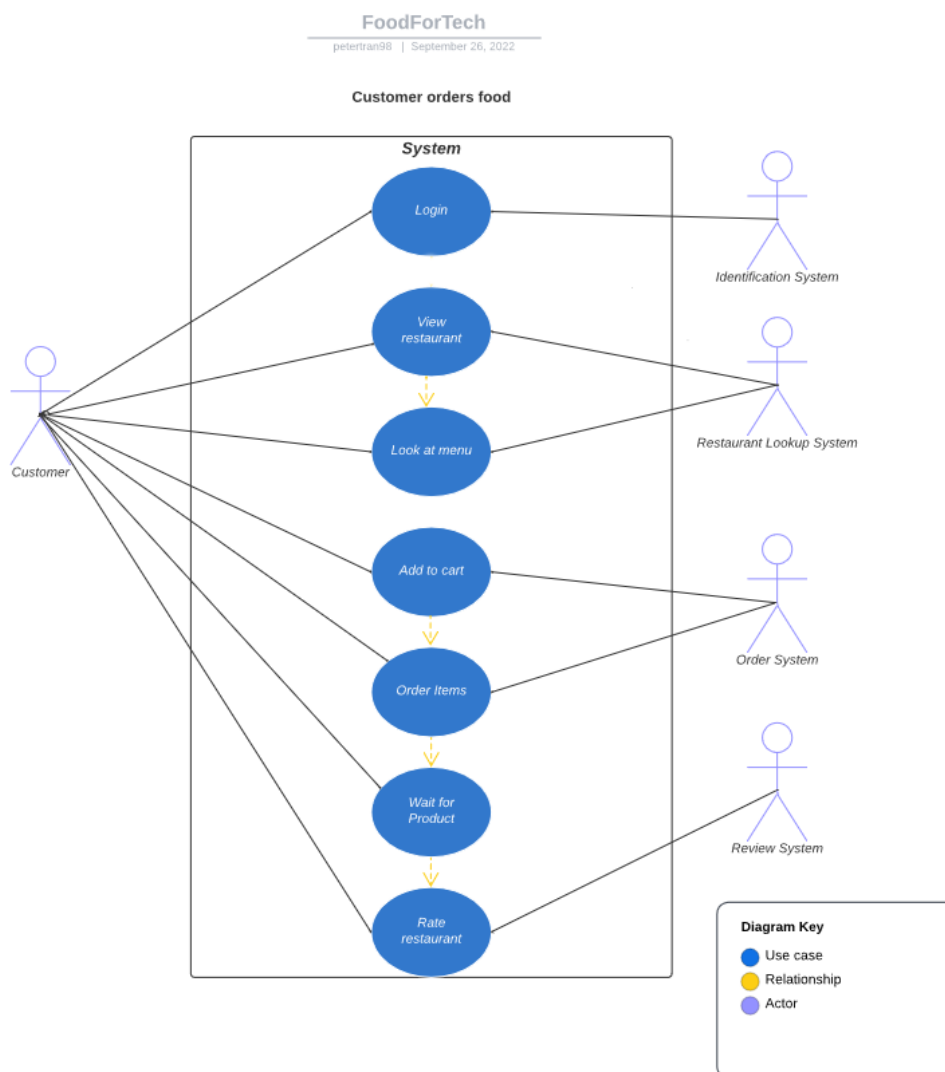 FoodForTech
petertran98 | September 26, 2022
Customer orders food
System
Login
Identification System
View
restaurant
Restaurant Lookup System
Look at menu
Customer
Add to cart
Order System
Order Items
Wait for
Product
Review System
Rate
restaurant
Diagram Key
Use case
Relationship
Actor